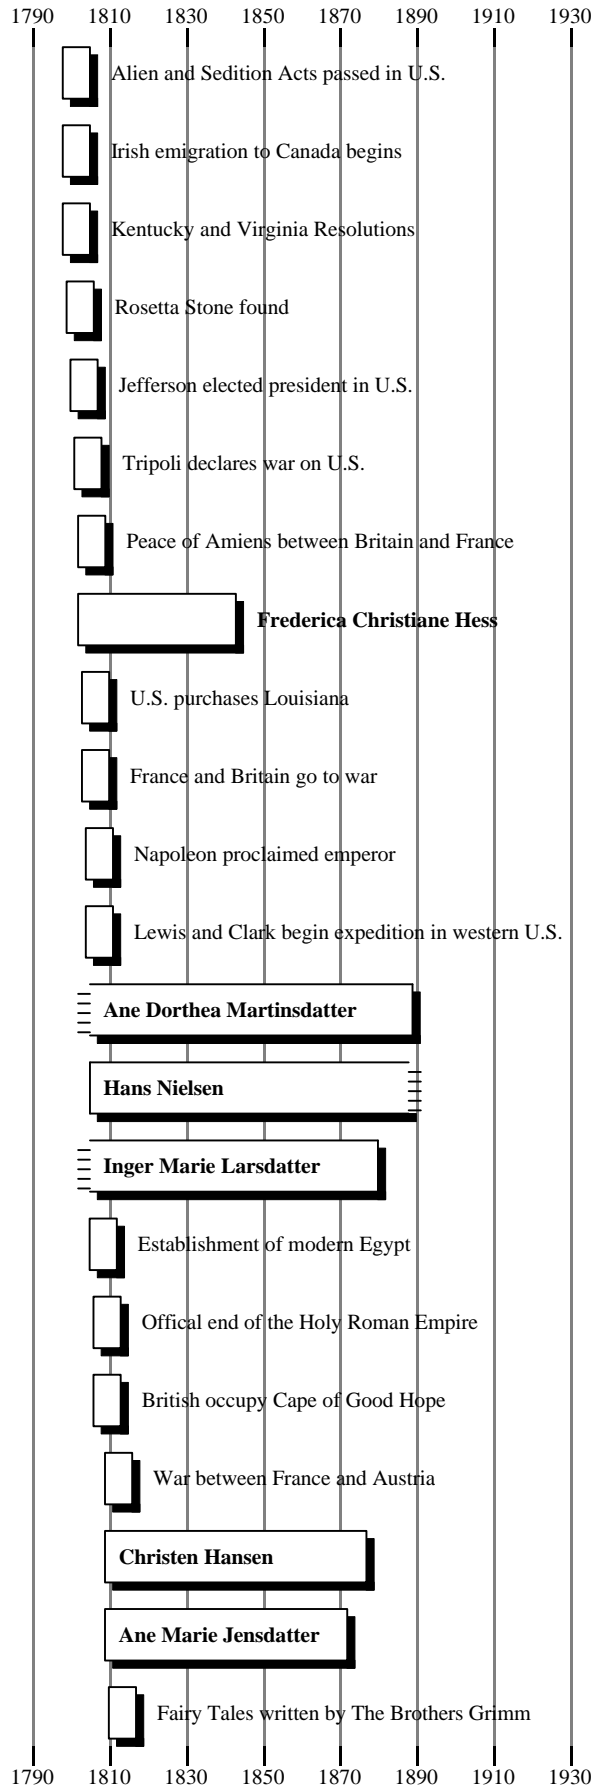 1790 1810 1830 1850 1870 1890 1910 1930
Alien and Sedition Acts passed in U.S.
Irish emigration to Canada begins
Kentucky and Virginia Resolutions
Rosetta Stone found
Jefferson elected president in U.S.
Tripoli declares war on U.S.
Peace of Amiens between Britain and France
Frederica Christiane Hess
U.S. purchases Louisiana
France and Britain go to war
Napoleon proclaimed emperor
Lewis and Clark begin expedition in western U.S.
Ane Dorthea Martinsdatter
Hans Nielsen
Inger Marie Larsdatter
Establishment of modern Egypt
Offical end of the Holy Roman Empire
British occupy Cape of Good Hope
War between France and Austria
Christen Hansen
Ane Marie Jensdatter
Fairy Tales written by The Brothers Grimm
1790 1810 1830 1850 1870 1890 1910 1930